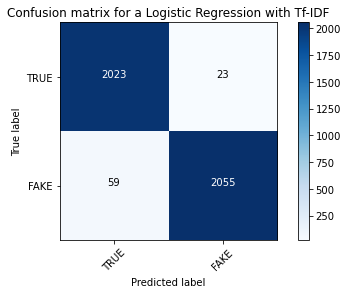 Confusion matrix for a Logistic Regression with Tf-IDF
TRUE
2023
23
FAKE
59
2055
TRUE
FAKE
True label
Predicted label
2000
1750
1500
1250
1000
750
500
250